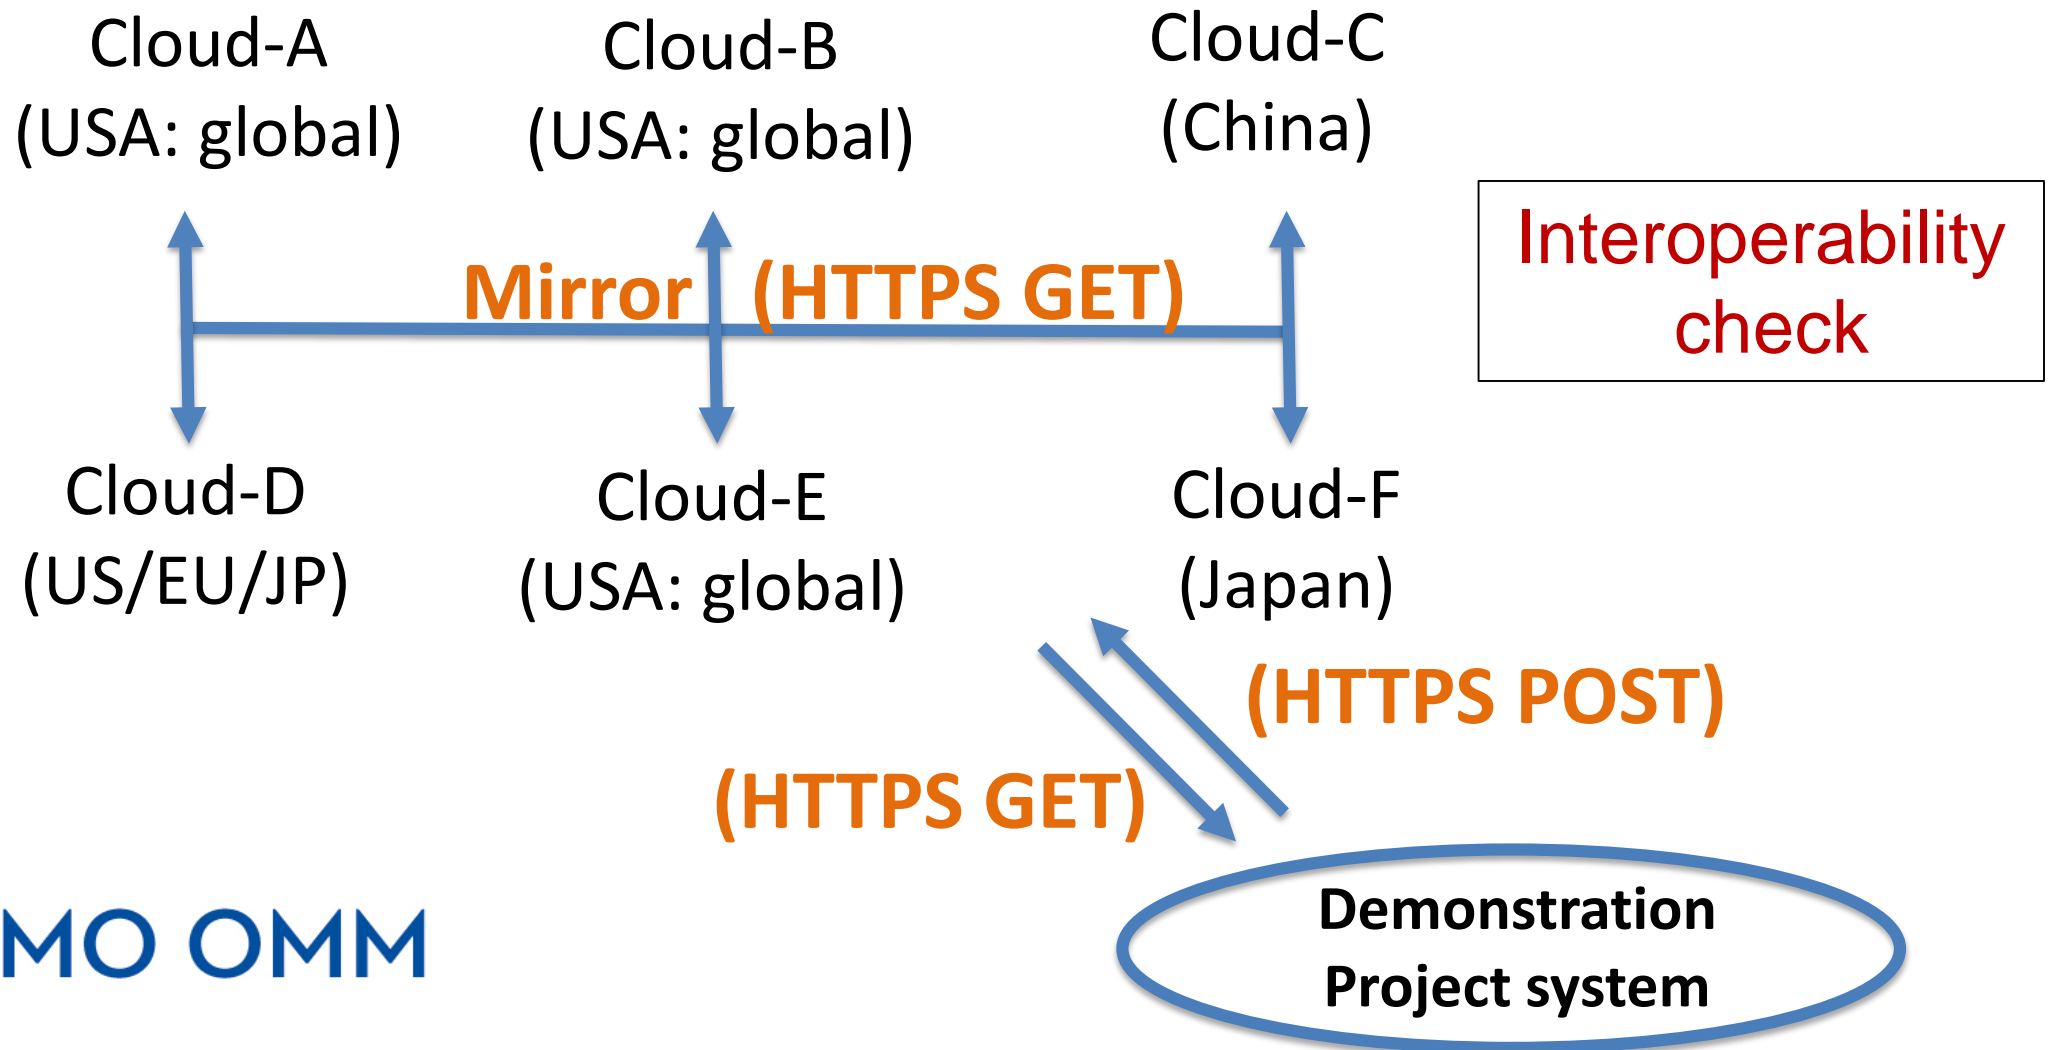 Cloud-A
(USA: global)
Cloud-B
(USA: global)
Cloud-C
(China)
Interoperability
check
Mirror (HTTPS GET)
Cloud-D
(US/EU/JP)
Cloud-E
(USA: global)
Cloud-F
(Japan)
(HTTPS POST)
(HTTPS GET)
Demonstration
Project system
MO OMM